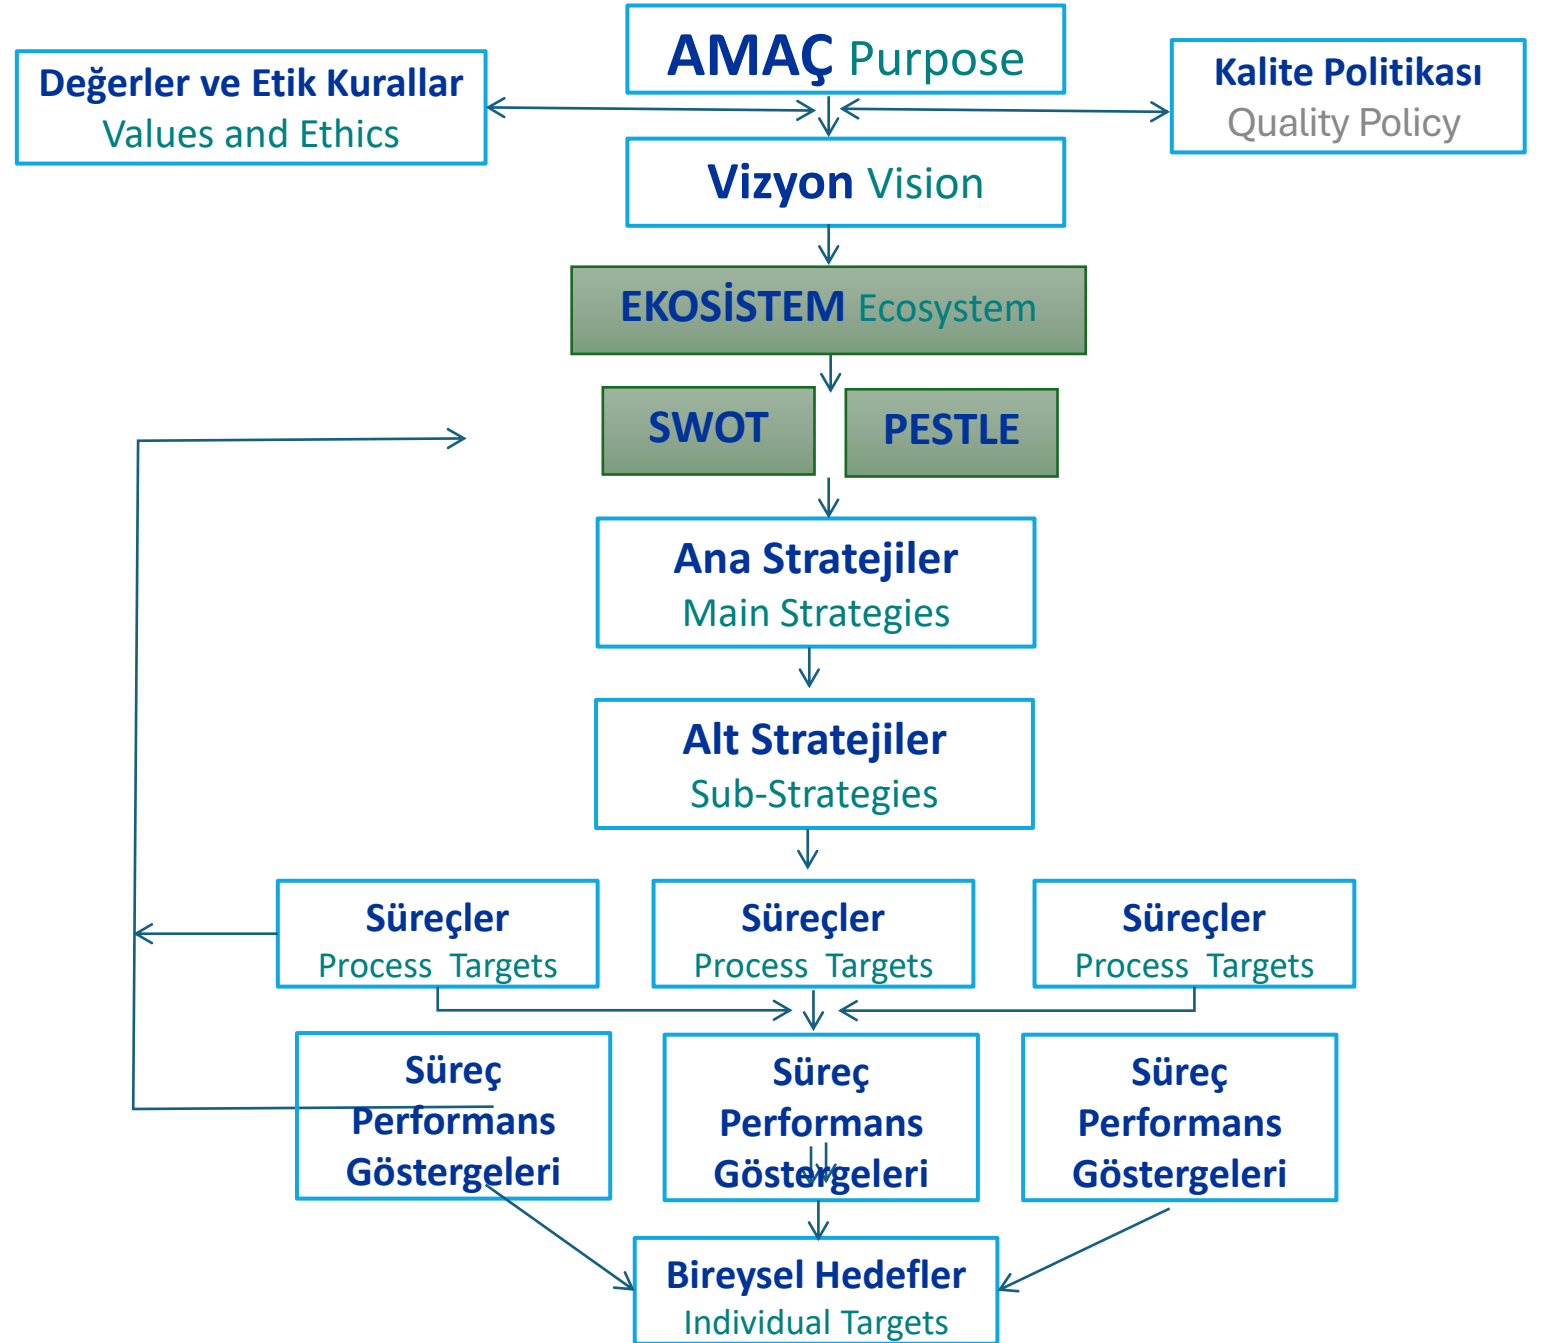 AMAÇ Purpose
Değerler ve Etik Kurallar
Values and Ethics
Kalite Politikası
Quality Policy
Vizyon Vision
EKOSİSTEM Ecosystem
SWOT
PESTLE
Ana Stratejiler
Main Strategies
Alt Stratejiler
Sub-Strategies
Süreçler
Process Targets
Süreçler
Process Targets
Süreçler
Process Targets
Süreç
Performans
Göstergeleri
Süreç
Performans
Göstergeleri
Süreç
Performans
Göstergeleri
Bireysel Hedefler
Individual Targets